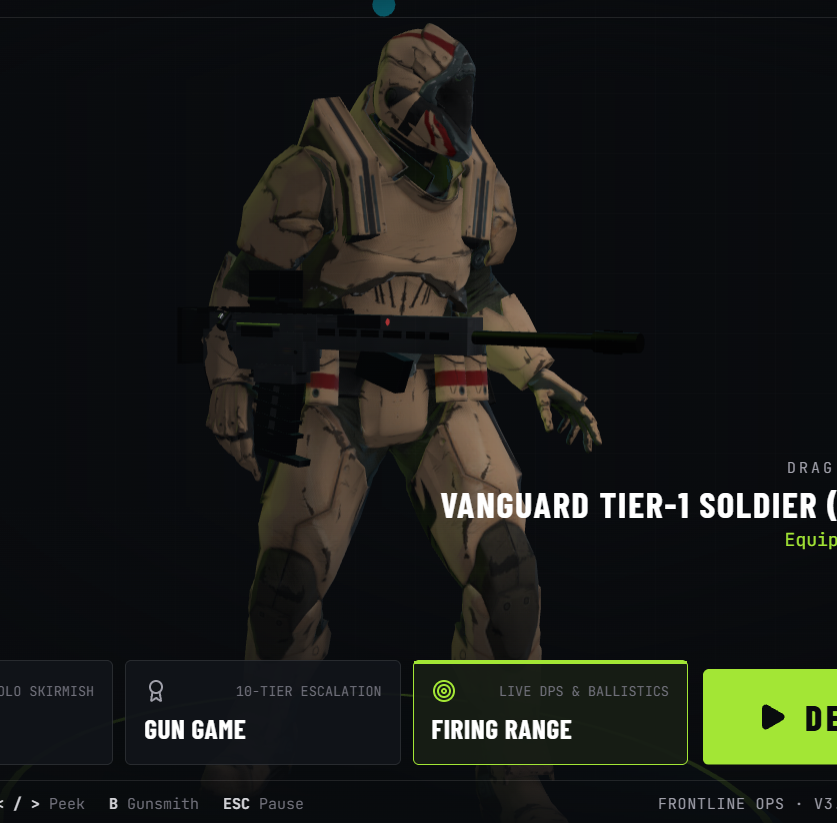 DRAG
VANGUARD TIER-1 SOLDIER (
Equip
OLO SKIRMISH
10-TIER ESCALATION
GUN GAME
LIVE DPS & BALLISTICS
FIRING RANGE
DE
< / > Peek B Gunsmith ESC Pause
FRONTLINE OPS · V3